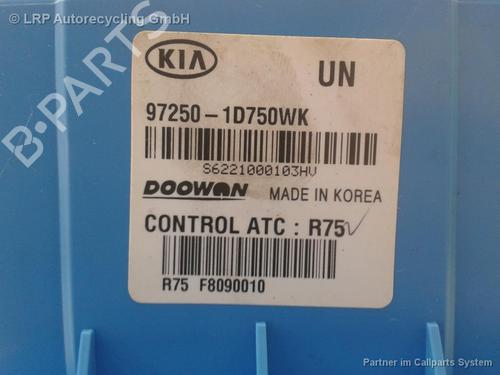 © LRP Autorecycling GmbH
B-PARTS
KIA
UN
97250-1D750WK
S6221000103HV
DOOWON
MADE IN KOREA
CONTROL ATC : R75
R75 F8090010
Partner im Callparts System